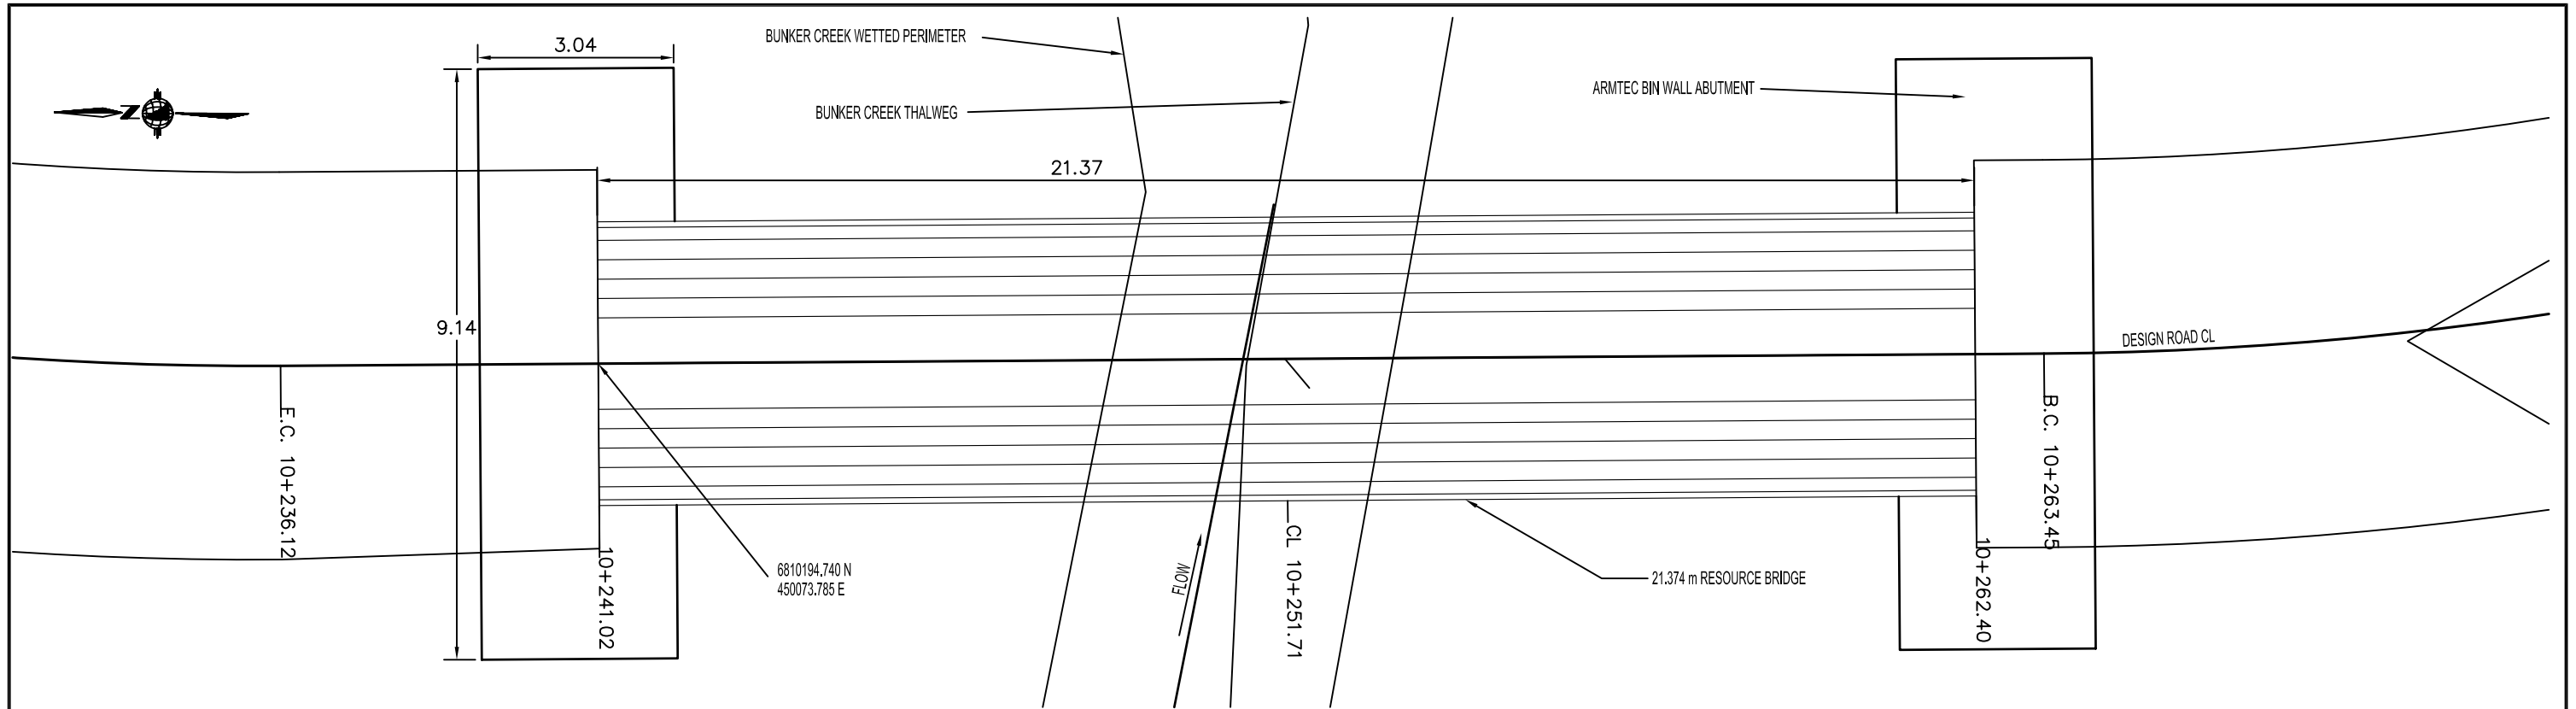 3.04
BUNKER CREEK WETTED PERIMETER
ARMTEC BIN WALL ABUTMENT
N
BUNKER CREEK THALWEG
21.37
9.14
DESIGN ROAD CL
E.C. 10+236.12
B.C. 10+263.45
10+241.02
6810194.740 N
450073.785 E
FLOW
CL 10+251.71
21.374 m RESOURCE BRIDGE
10+262.40